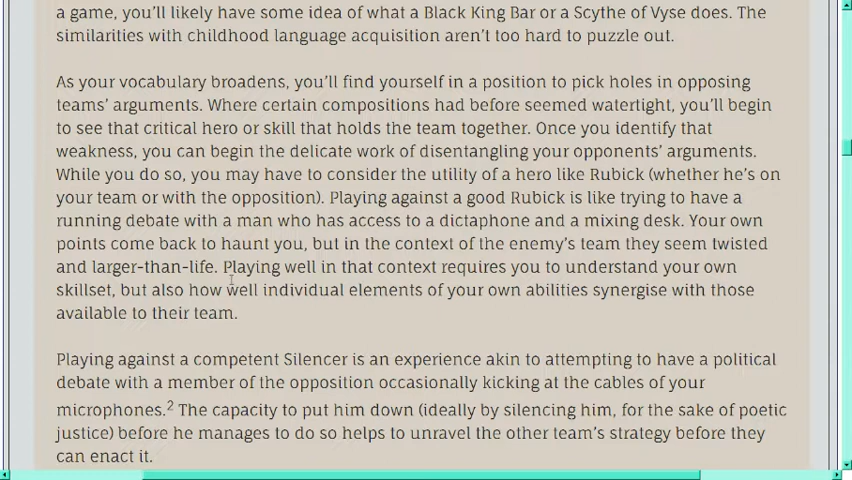 a game, you’ll likely have some idea of what a Black King Bar or a Scythe of Vyse does. The
similarities with childhood language acquisition aren’t too hard to puzzle out.
As your vocabulary broadens, you’ll find yourself in a position to pick holes in opposing
teams’ arguments. Where certain compositions had before seemed watertight, you’ll begin
to see that critical hero or skill that holds the team together. Once you identify that
weakness, you can begin the delicate work of disentangling your opponents’ arguments.
While you do so, you may have to consider the utility of a hero like Rubick (whether he’s on
your team or with the opposition). Playing against a good Rubick is like trying to have a
running debate with a man who has access to a dictaphone and a mixing desk. Your own
points come back to haunt you, but in the context of the enemy’s team they seem twisted
and larger-than-life. Playing well in that context requires you to understand your own
skillset, but also how well individual elements of your own abilities synergise with those
available to their team.
Playing against a competent Silencer is an experience akin to attempting to have a political
debate with a member of the opposition occasionally kicking at the cables of your
microphones.² The capacity to put him down (ideally by silencing him, for the sake of poetic
justice) before he manages to do so helps to unravel the other team’s strategy before they
can enact it.